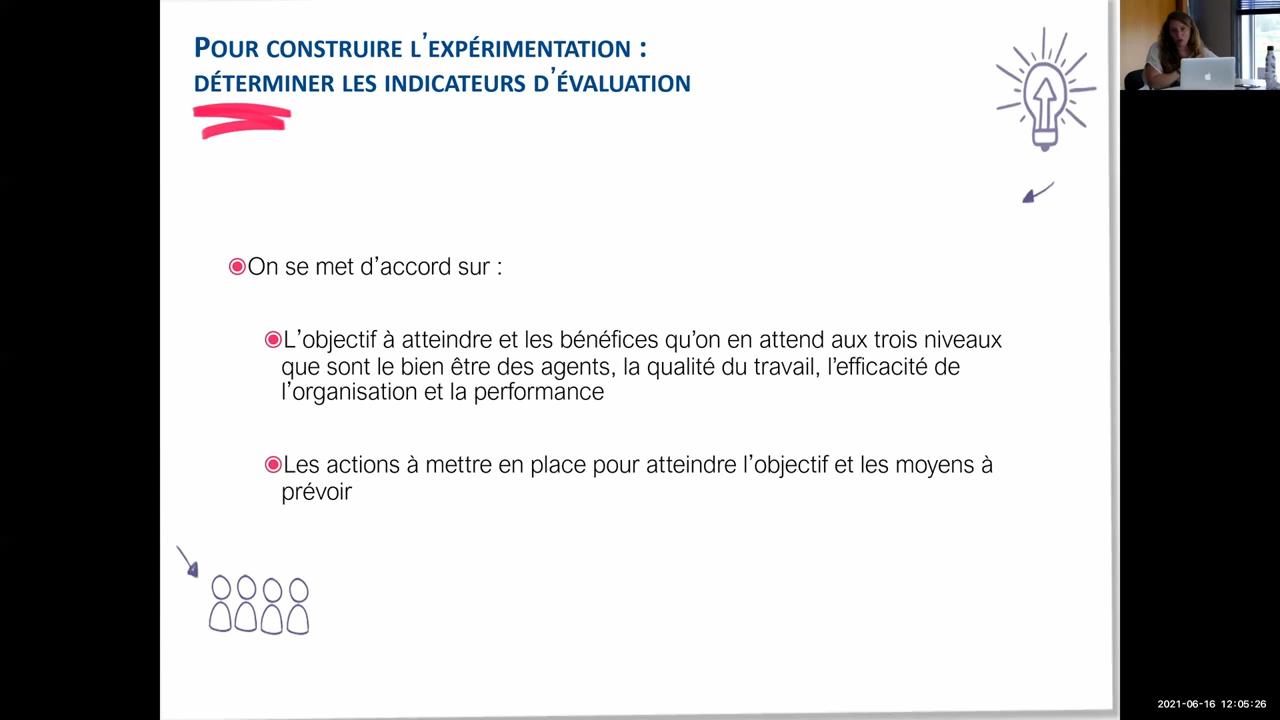 POUR CONSTRUIRE L'EXPÉRIMENTATION :
DÉTERMINER LES INDICATEURS D'ÉVALUATION
On se met d'accord sur :
L'objectif à atteindre et les bénéfices qu'on en attend aux trois niveaux
que sont le bien être des agents, la qualité du travail, l'efficacité de
l'organisation et la performance
Les actions à mettre en place pour atteindre l'objectif et les moyens à
prévoir
2021-06-16 12:05:26